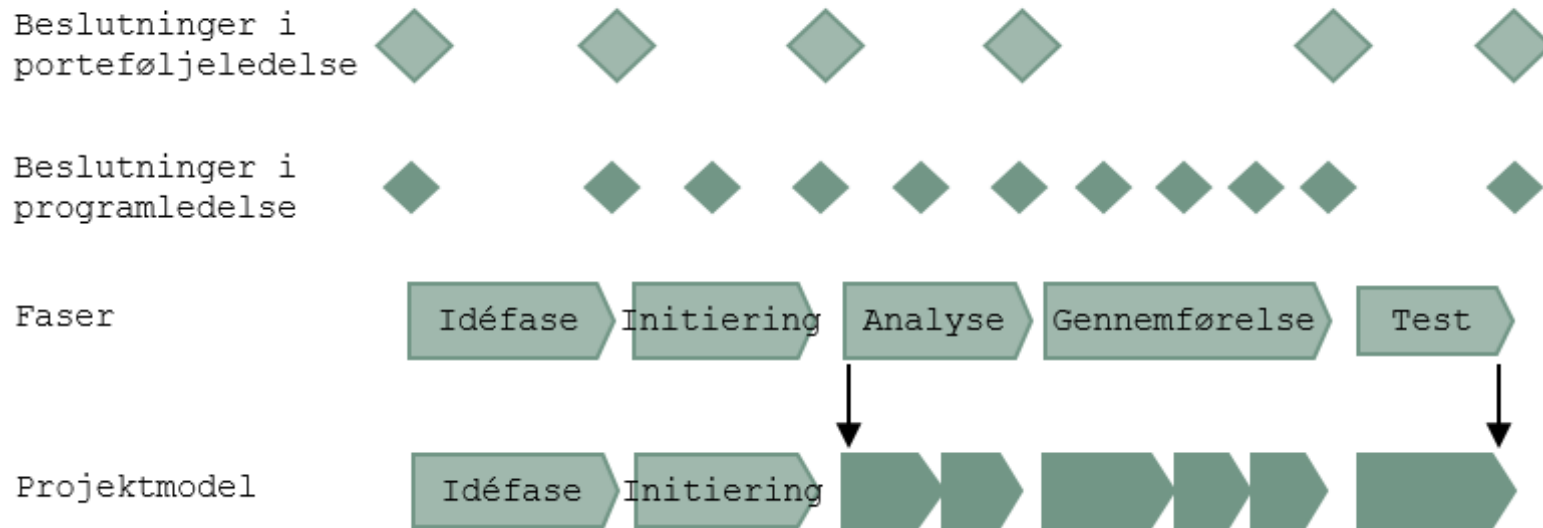 Beslutninger i
porteføljeledelse
Beslutninger i
programledelse
Faser
Idéfase
Initiering
Analyse
Gennemførelse
Test
Projektmodel
Idéfase
Initiering